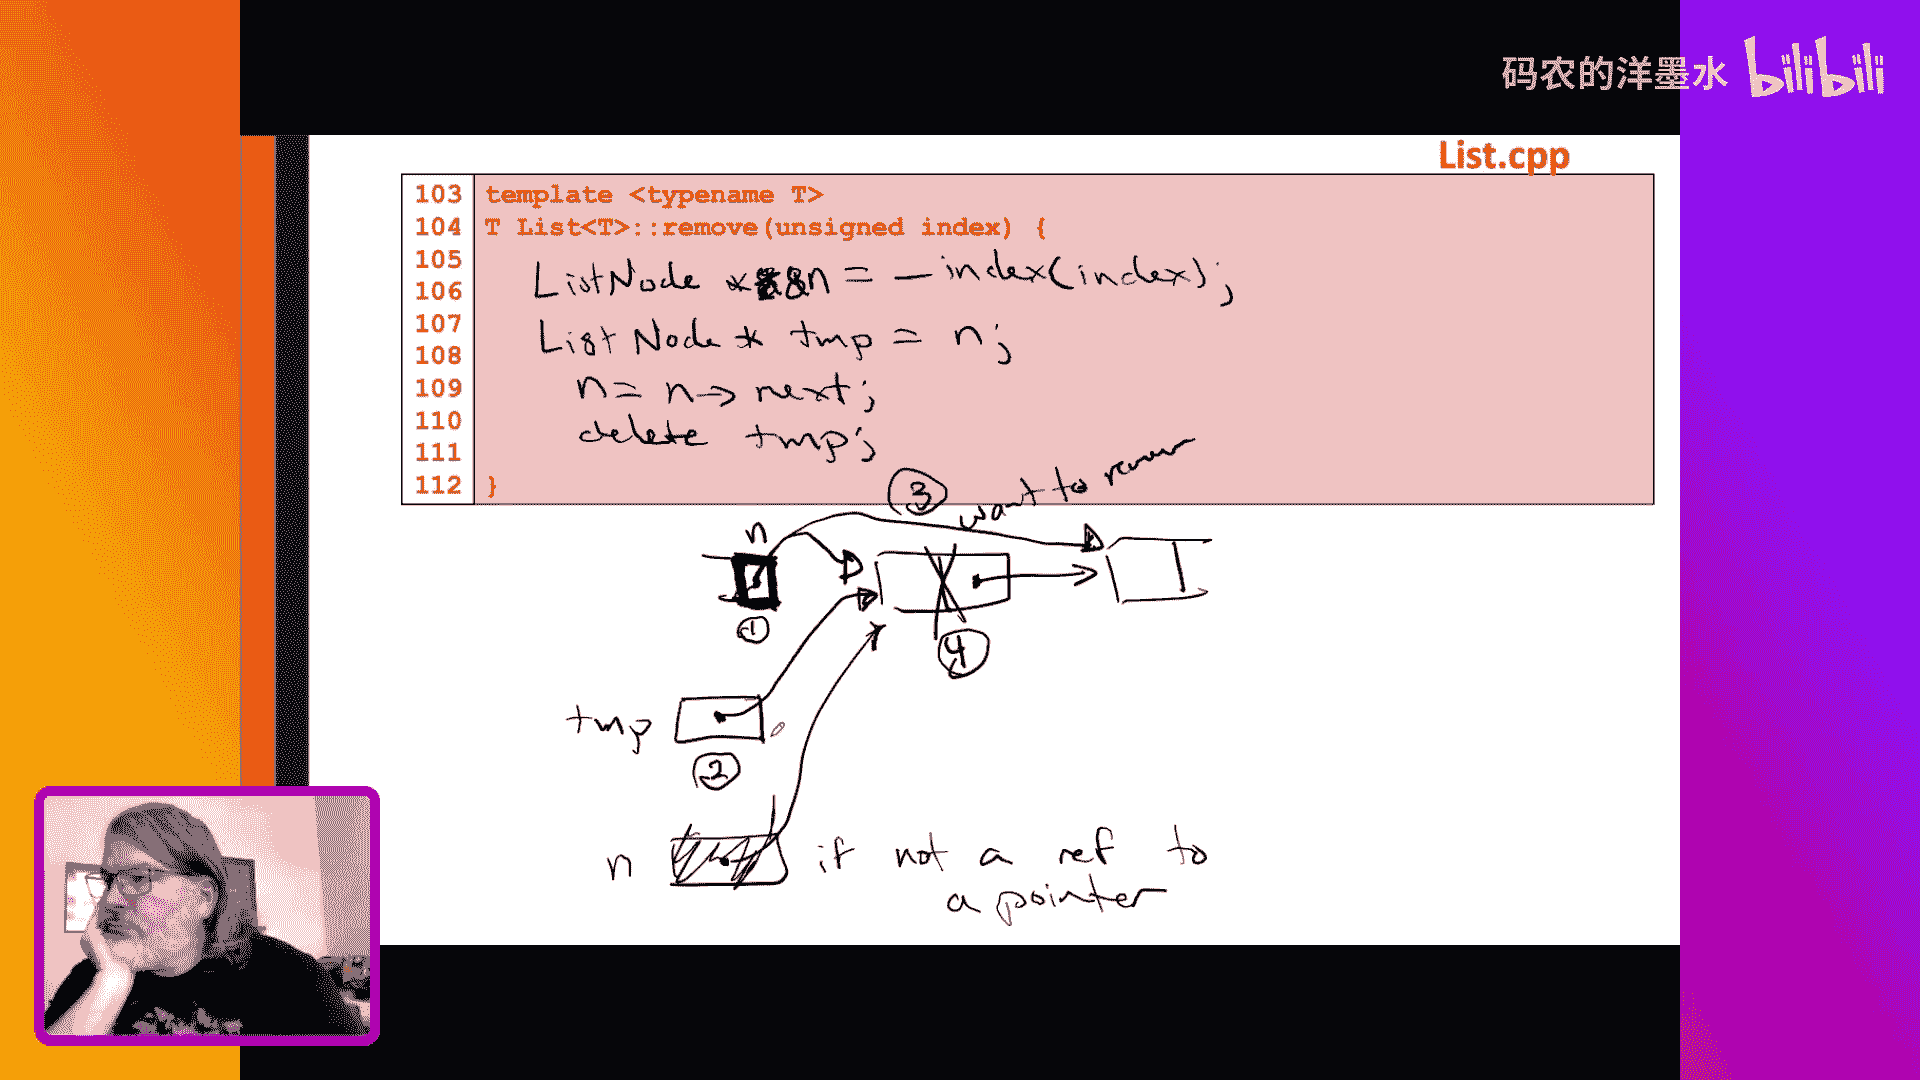 码农的洋墨水 bilibili
List.cpp
103 template <typename T>
104 T List<T>::remove(unsigned index) {
105
106 ListNode *&n = _index(index);
107
108 ListNode * tmp = n;
109 n = n->next;
110 delete tmp;
111
112 }
3 want to
n
1
4
tmp
2
n if not a ref to
a pointer